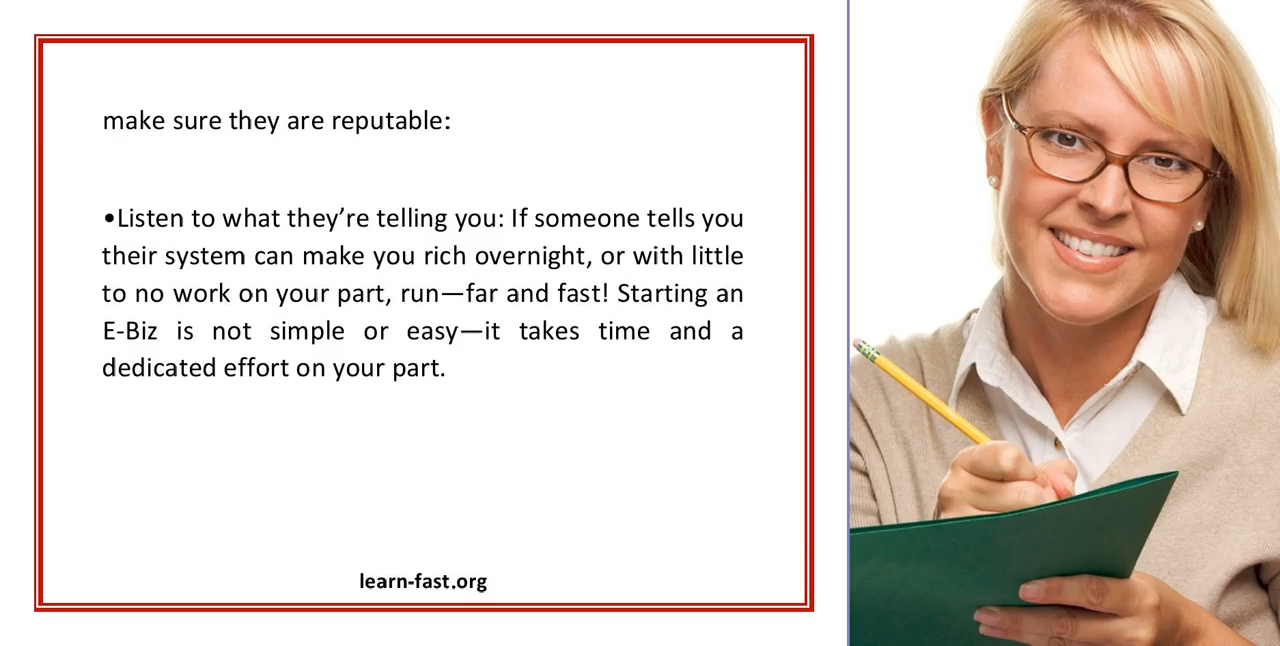 make sure they are reputable:
•Listen to what they’re telling you: If someone tells you
their system can make you rich overnight, or with little
to no work on your part, run—far and fast! Starting an
E-Biz is not simple or easy—it takes time and a
dedicated effort on your part.
learn-fast.org